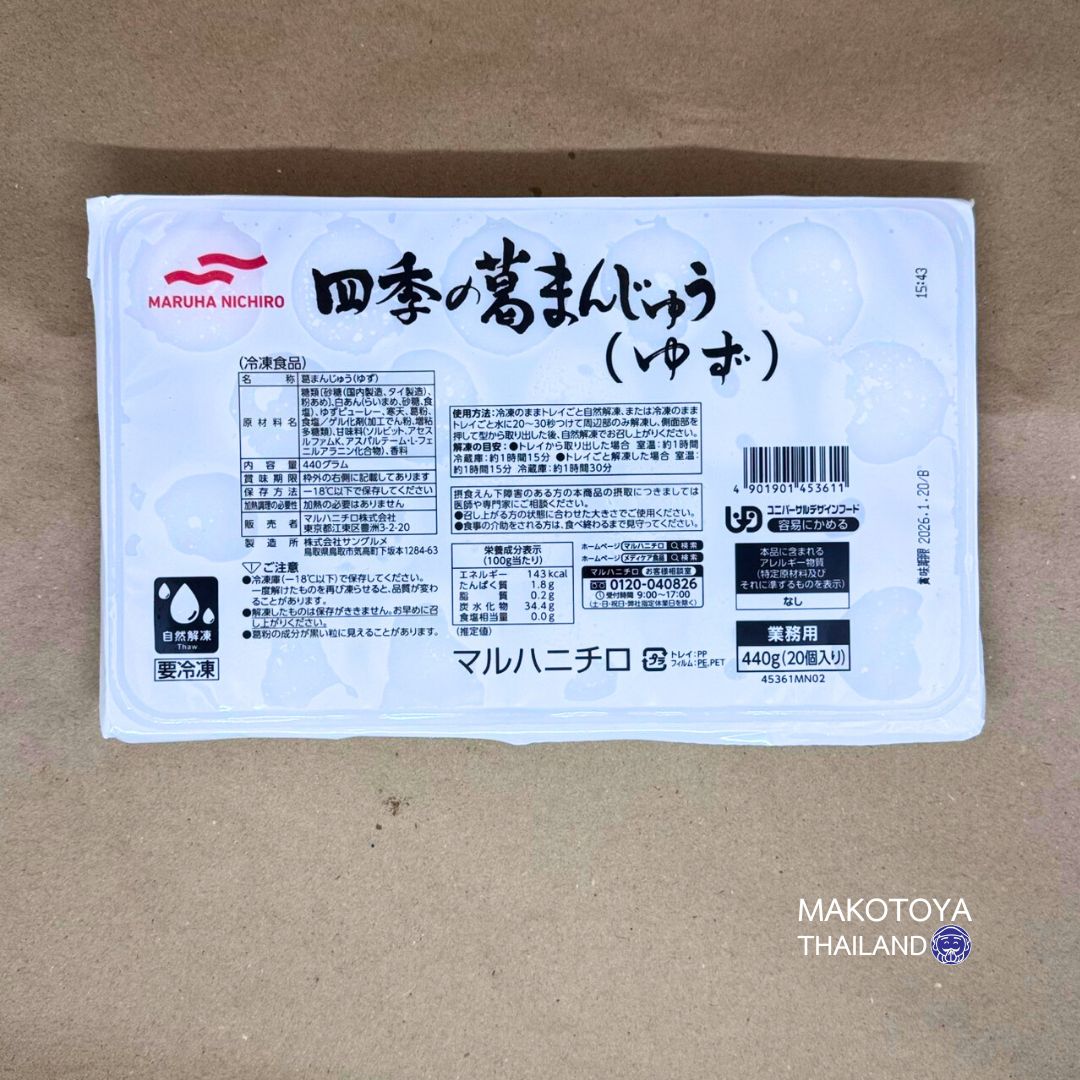 MARUHA NICHIRO
四季の葛まんじゅう
(ゆず)
15:43
(冷凍食品)
名 称 葛まんじゅう(ゆず)
原材料名 糖類(砂糖(国内製造、タイ製造)、
粉あめ)、白あん(らいまめ、砂糖、食
塩)、ゆずピューレー、寒天、葛粉、
食塩/ゲル化剤(加工でん粉、増粘
多糖類)、甘味料(ソルビット、アセス
ルファムK、アスパルテーム・L-フェ
ニルアラニン化合物)、香料
内 容 量 440グラム
賞味期限 枠外の右側に記載してあります
保存方法 -18℃以下で保存してください
加熱調理の必要性 加熱の必要はありません
販 売 者 マルハニチロ株式会社
東京都江東区豊洲3-2-20
製 造 所 株式会社サングルメ
鳥取県鳥取市気高町下坂本1284-63
ご注意
●冷凍庫(-18℃以下)で保存してください。
一度解けたものを再び凍らせると、品質が変わ
ることがあります。
●解凍したものは保存がききません。お早めに召
し上がりください。
●葛粉の成分が黒い粒に見えることがあります。
自然解凍
Thaw
要冷凍
使用方法:冷凍のままトレイごと自然解凍、または冷凍のまま
トレイごと水に20~30秒つけて周辺部のみ解凍し、側面部を
押して型から取り出した後、自然解凍でお召し上がりください。
解凍の目安:●トレイから取り出した場合 室温:約1時間
冷蔵庫:約1時間15分 ●トレイごと解凍した場合 室温:
約1時間15分 冷蔵庫:約1時間30分
摂食えん下障害のある方の本商品の摂取につきましては
医師や専門家にご相談ください。
●召し上がる方の状態に合わせた大きさでご使用ください。
●食事の介助をされる方は、食べ終わるまで見守ってください。
栄養成分表示
(100g当たり)
エネルギー 143kcal
たんぱく質 1.8g
脂 質 0.2g
炭水化物 34.4g
食塩相当量 0.0g
(推定値)
ホームページ マルハニチロ 検索
ホームページ メディケア食品 検索
マルハニチロ お客様相談室
0120-040826
受付時間 9:00~17:00
(土・日・祝日・弊社指定休業日を除く)
マルハニチロ
プラ
トレイ:PP
フィルム:PE,PET
4 901901 453611
UDF
ユニバーサルデザインフード
容易にかめる
本品に含まれる
アレルギー物質
(特定原材料及び
それに準ずるものを表示)
なし
業務用
440g(20個入り)
45361MN02
賞味期限 2026.1.20/B
MAKOTOYA
THAILAND